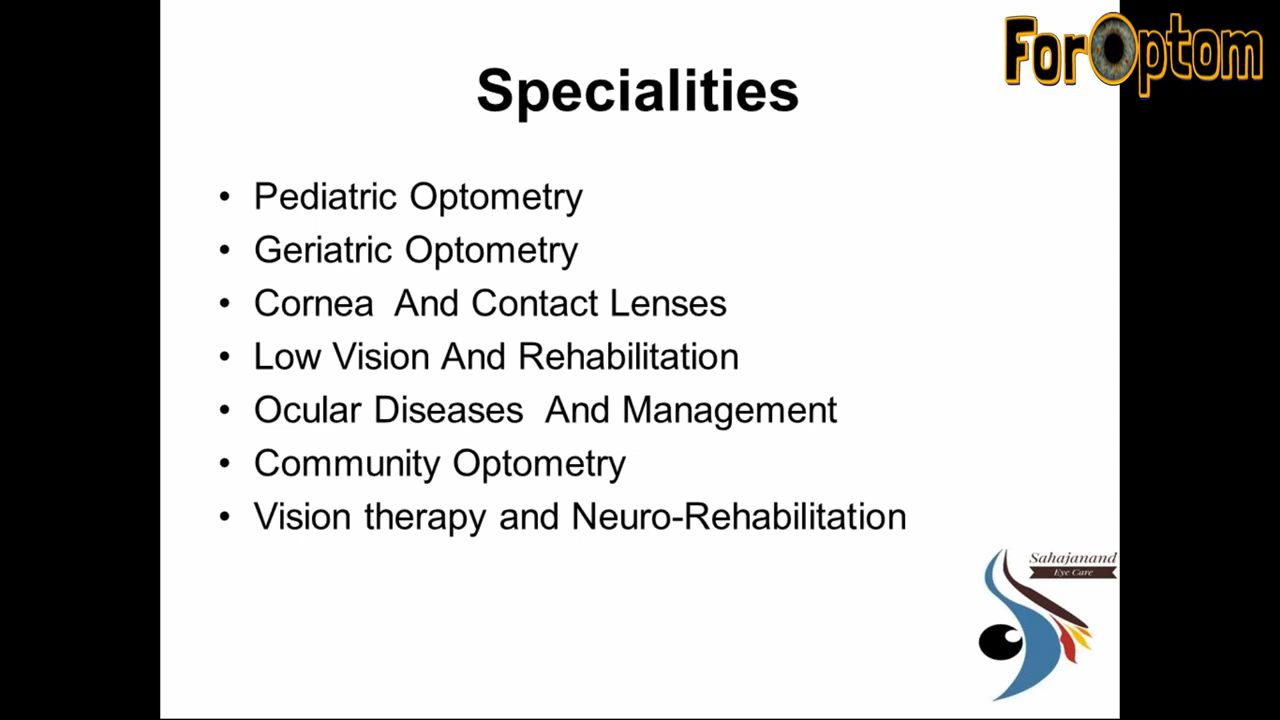 ForOptom
Specialities
• Pediatric Optometry
• Geriatric Optometry
• Cornea And Contact Lenses
• Low Vision And Rehabilitation
• Ocular Diseases And Management
• Community Optometry
• Vision therapy and Neuro-Rehabilitation
Sahajanand
Eye Care